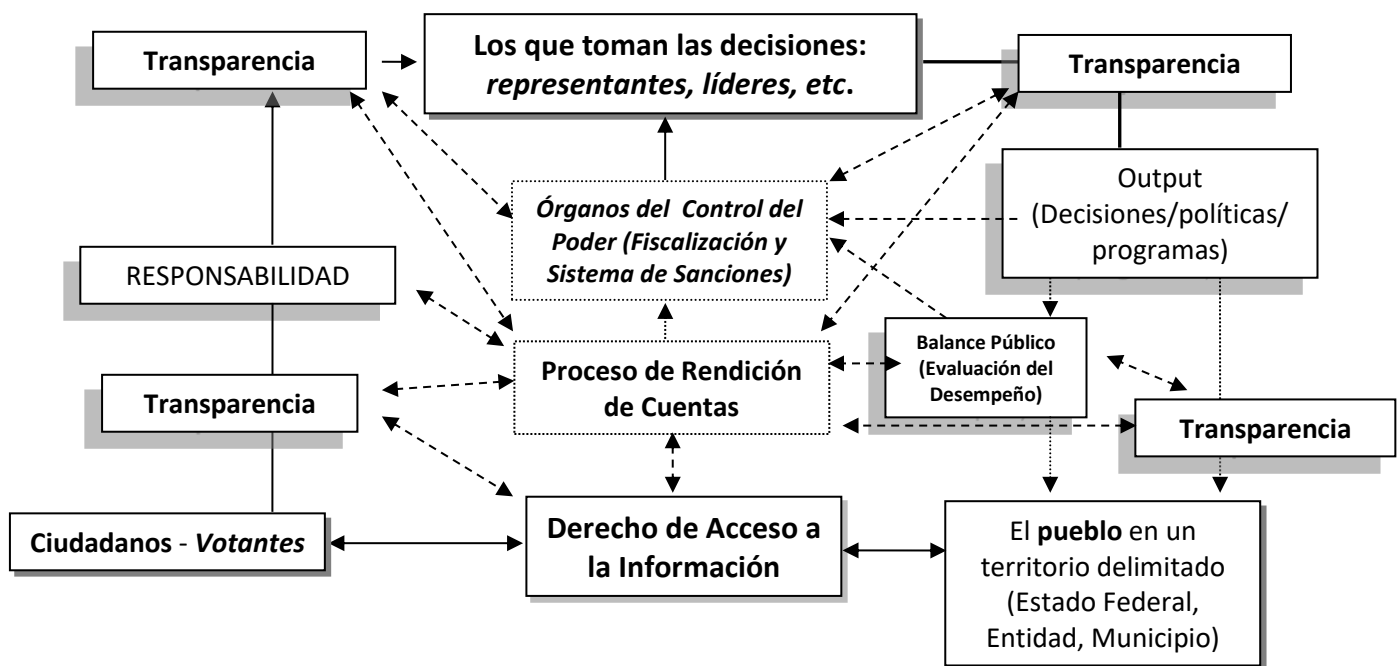 Transparencia
Los que toman las decisiones:
representantes, líderes, etc.
Transparencia
Órganos del Control del
Poder (Fiscalización y
Sistema de Sanciones)
Output
(Decisiones/políticas/
programas)
RESPONSABILIDAD
Proceso de Rendición
de Cuentas
Balance Público
(Evaluación del
Desempeño)
Transparencia
Transparencia
Ciudadanos - Votantes
Derecho de Acceso a
la Información
El pueblo en un
territorio delimitado
(Estado Federal,
Entidad, Municipio)